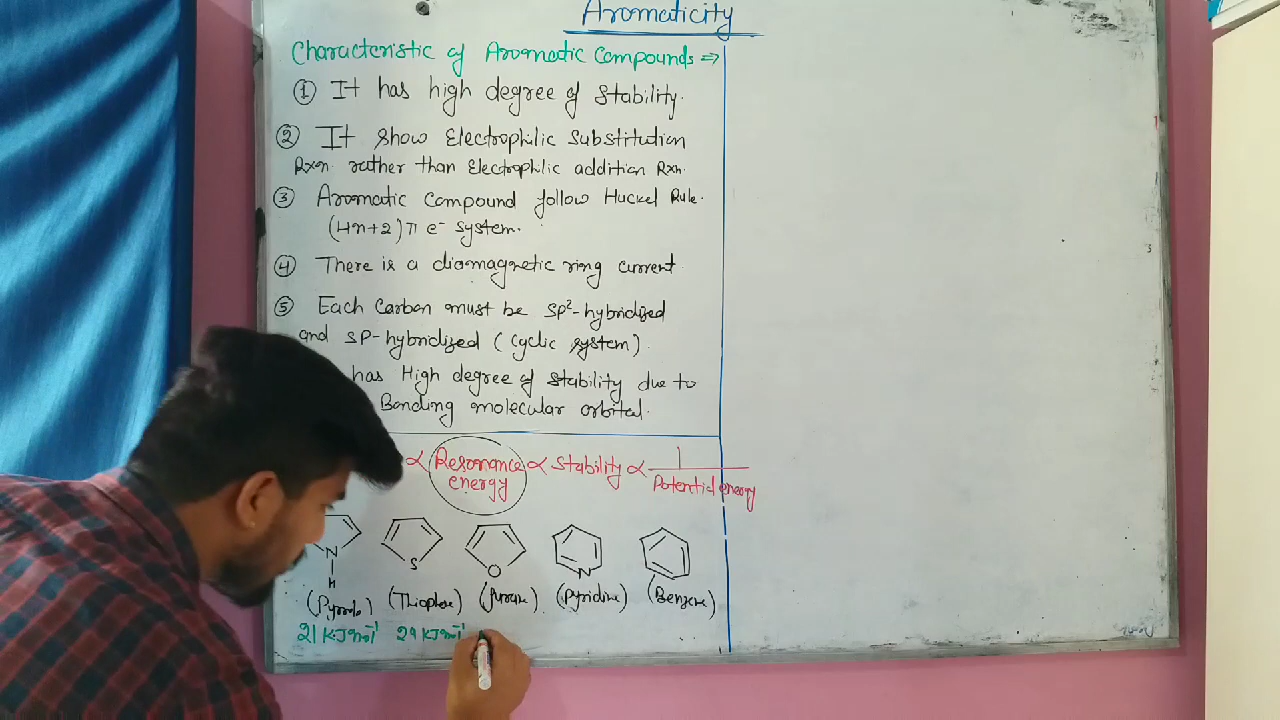 Aromaticity
Characteristic of Aromatic Compounds ⇒
① It has high degree of stability.
② It show Electrophilic substitution
Rxn. rather than Electrophilic addition Rxn.
③ Aromatic Compound follow Huckel Rule.
(4n+2) π e⁻ system.
④ There is a diamagnetic ring current
⑤ Each Carbon must be SP²-hybridized
and SP-hybridized (Cyclic system).
has High degree of stability due to
Bonding molecular orbital.
∝ Resonance energy ∝ Stability ∝ 1/Potential energy
N H S O N
(Pyrrole) (Thiophene) (furane) (Pyridine) (Benzene)
21 KJmol⁻¹ 29 KJmol⁻¹